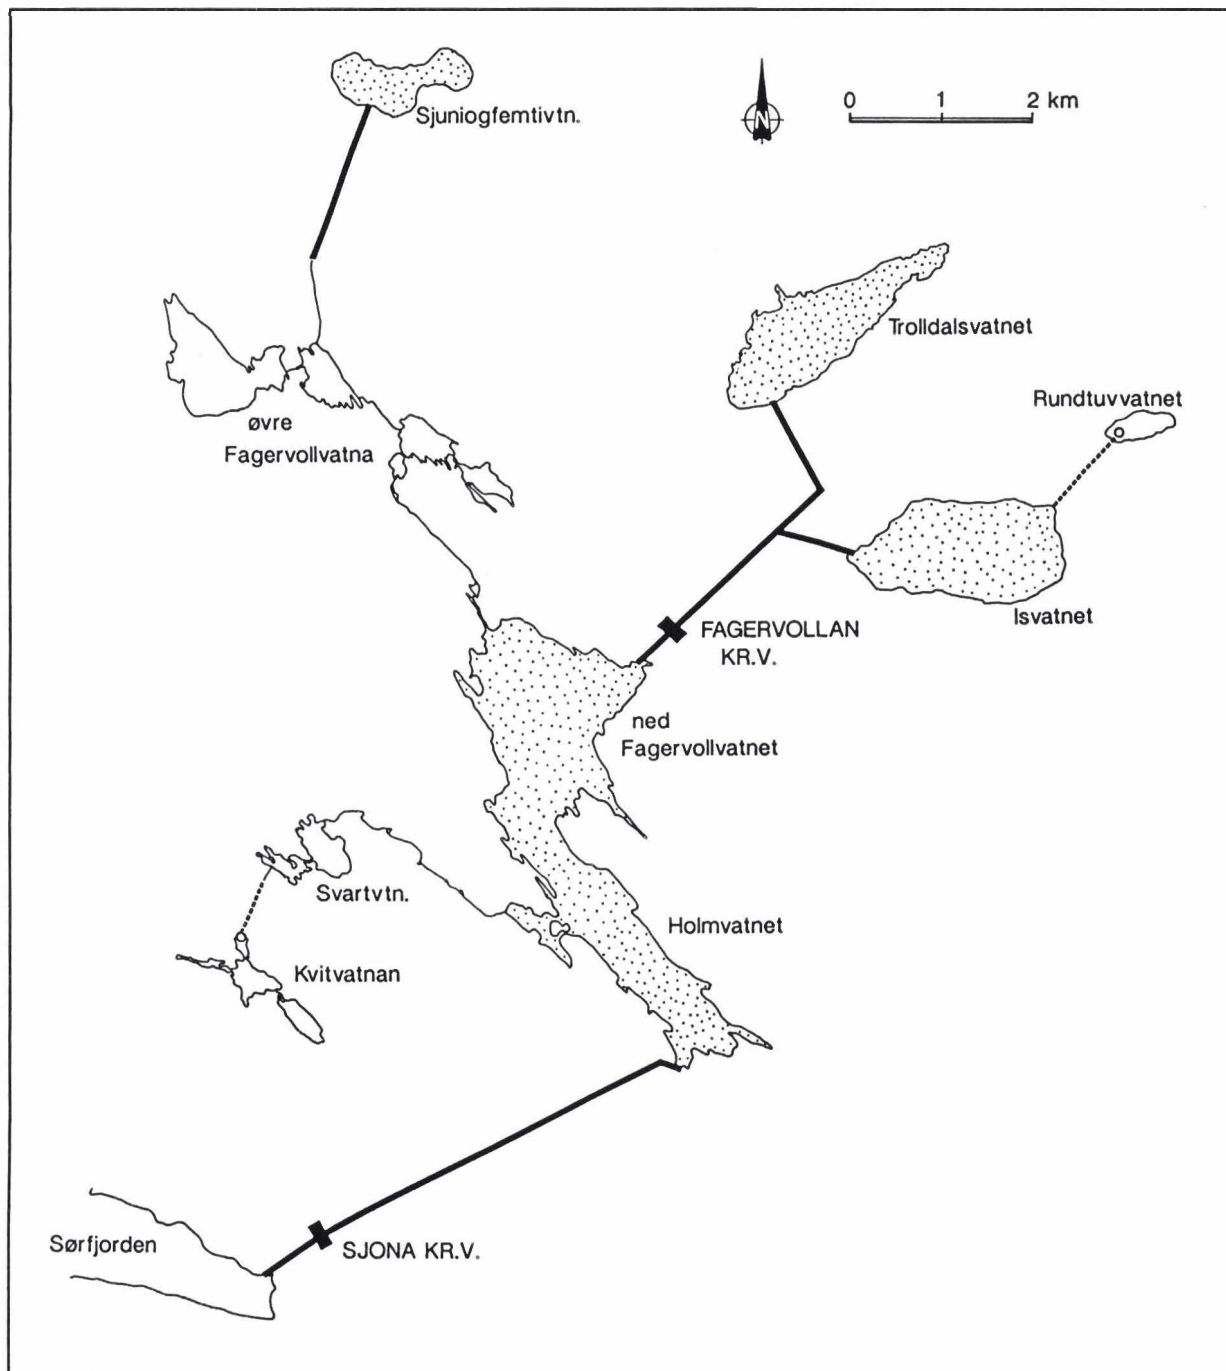 Sjuniogfemtivtn.
N
0 1 2 km
Trolldalsvatnet
Rundtuvvatnet
øvre
Fagervollvatna
Isvatnet
FAGERVOLLAN
KR.V.
ned
Fagervollvatnet
Svartvtn.
Holmvatnet
Kvitvatnan
Sørfjorden
SJONA KR.V.